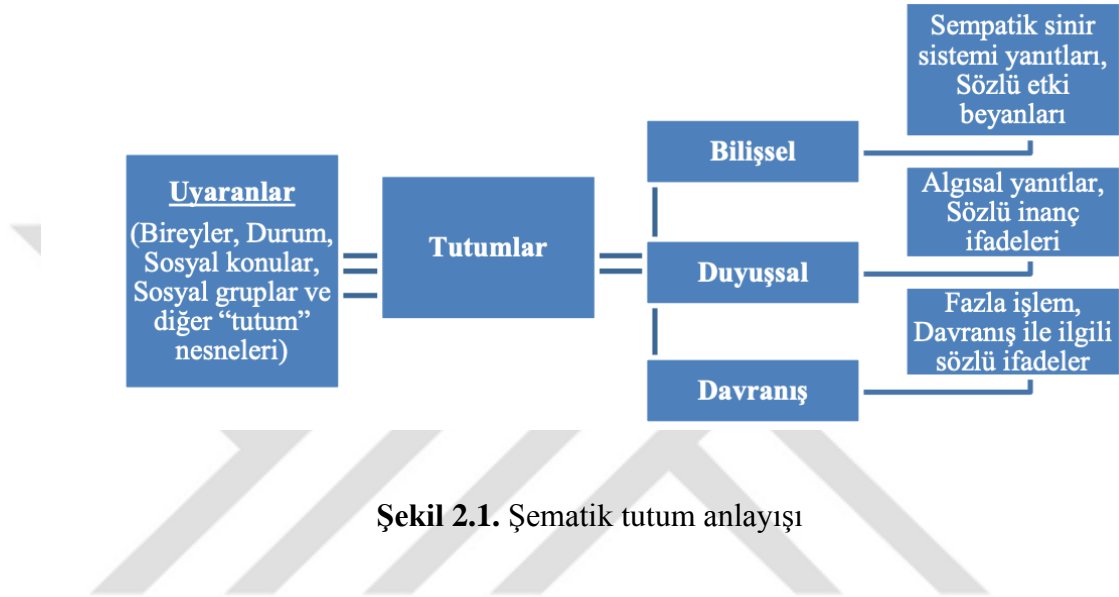 Uyaranlar
(Bireyler, Durum,
Sosyal konular,
Sosyal gruplar ve
diğer “tutum”
nesneleri)
Tutumlar
Bilişsel
Sempatik sinir
sistemi yanıtları,
Sözlü etki
beyanları
Duyuşsal
Algısal yanıtlar,
Sözlü inanç
ifadeleri
Davranış
Fazla işlem,
Davranış ile ilgili
sözlü ifadeler
Şekil 2.1. Şematik tutum anlayışı